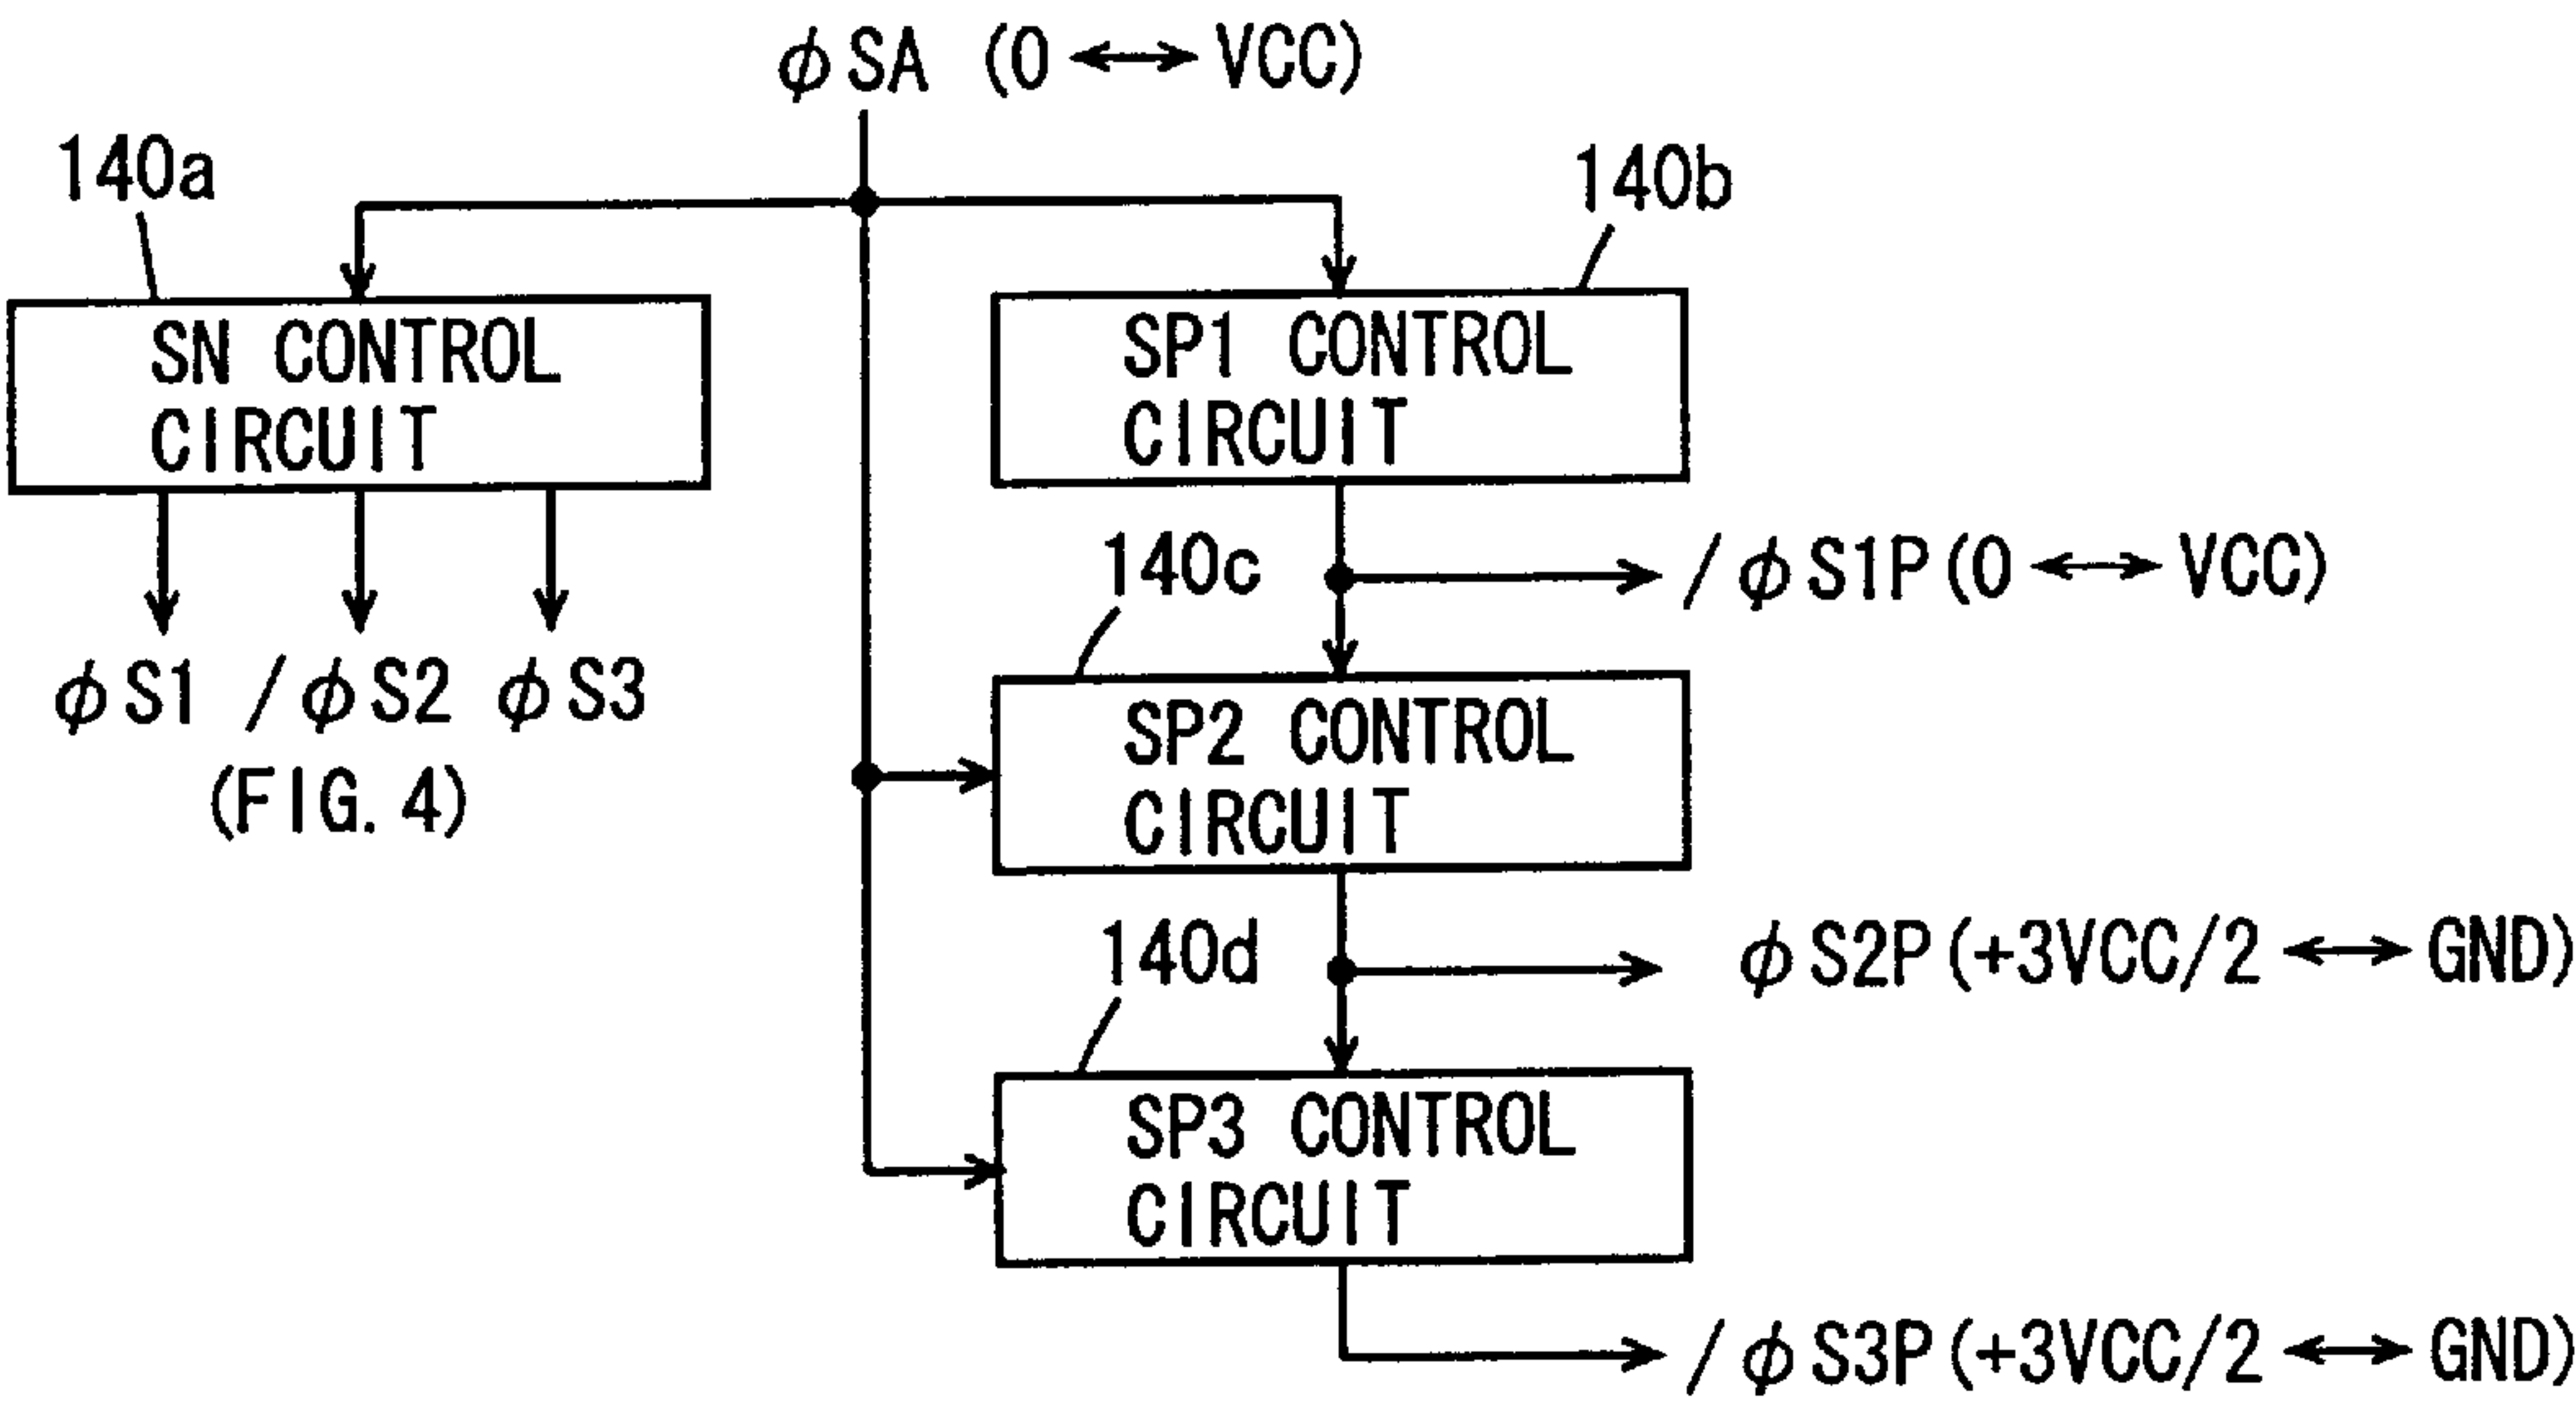 φSA (0 ↔ VCC)
140a
140b
SN CONTROL
CIRCUIT
SP1 CONTROL
CIRCUIT
140c
/φS1P(0 ↔ VCC)
φS1 /φS2 φS3
(FIG. 4)
SP2 CONTROL
CIRCUIT
140d
φS2P(+3VCC/2 ↔ GND)
SP3 CONTROL
CIRCUIT
/φS3P(+3VCC/2 ↔ GND)